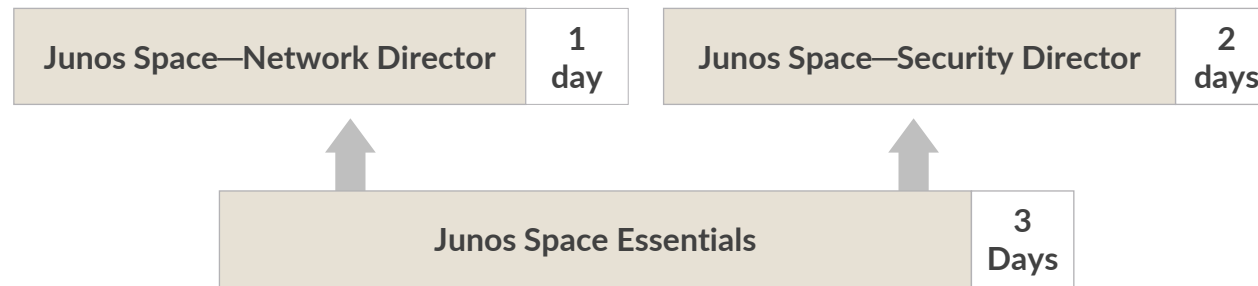 Junos Space—Network Director
1
day
Junos Space—Security Director
2
days
Junos Space Essentials
3
Days